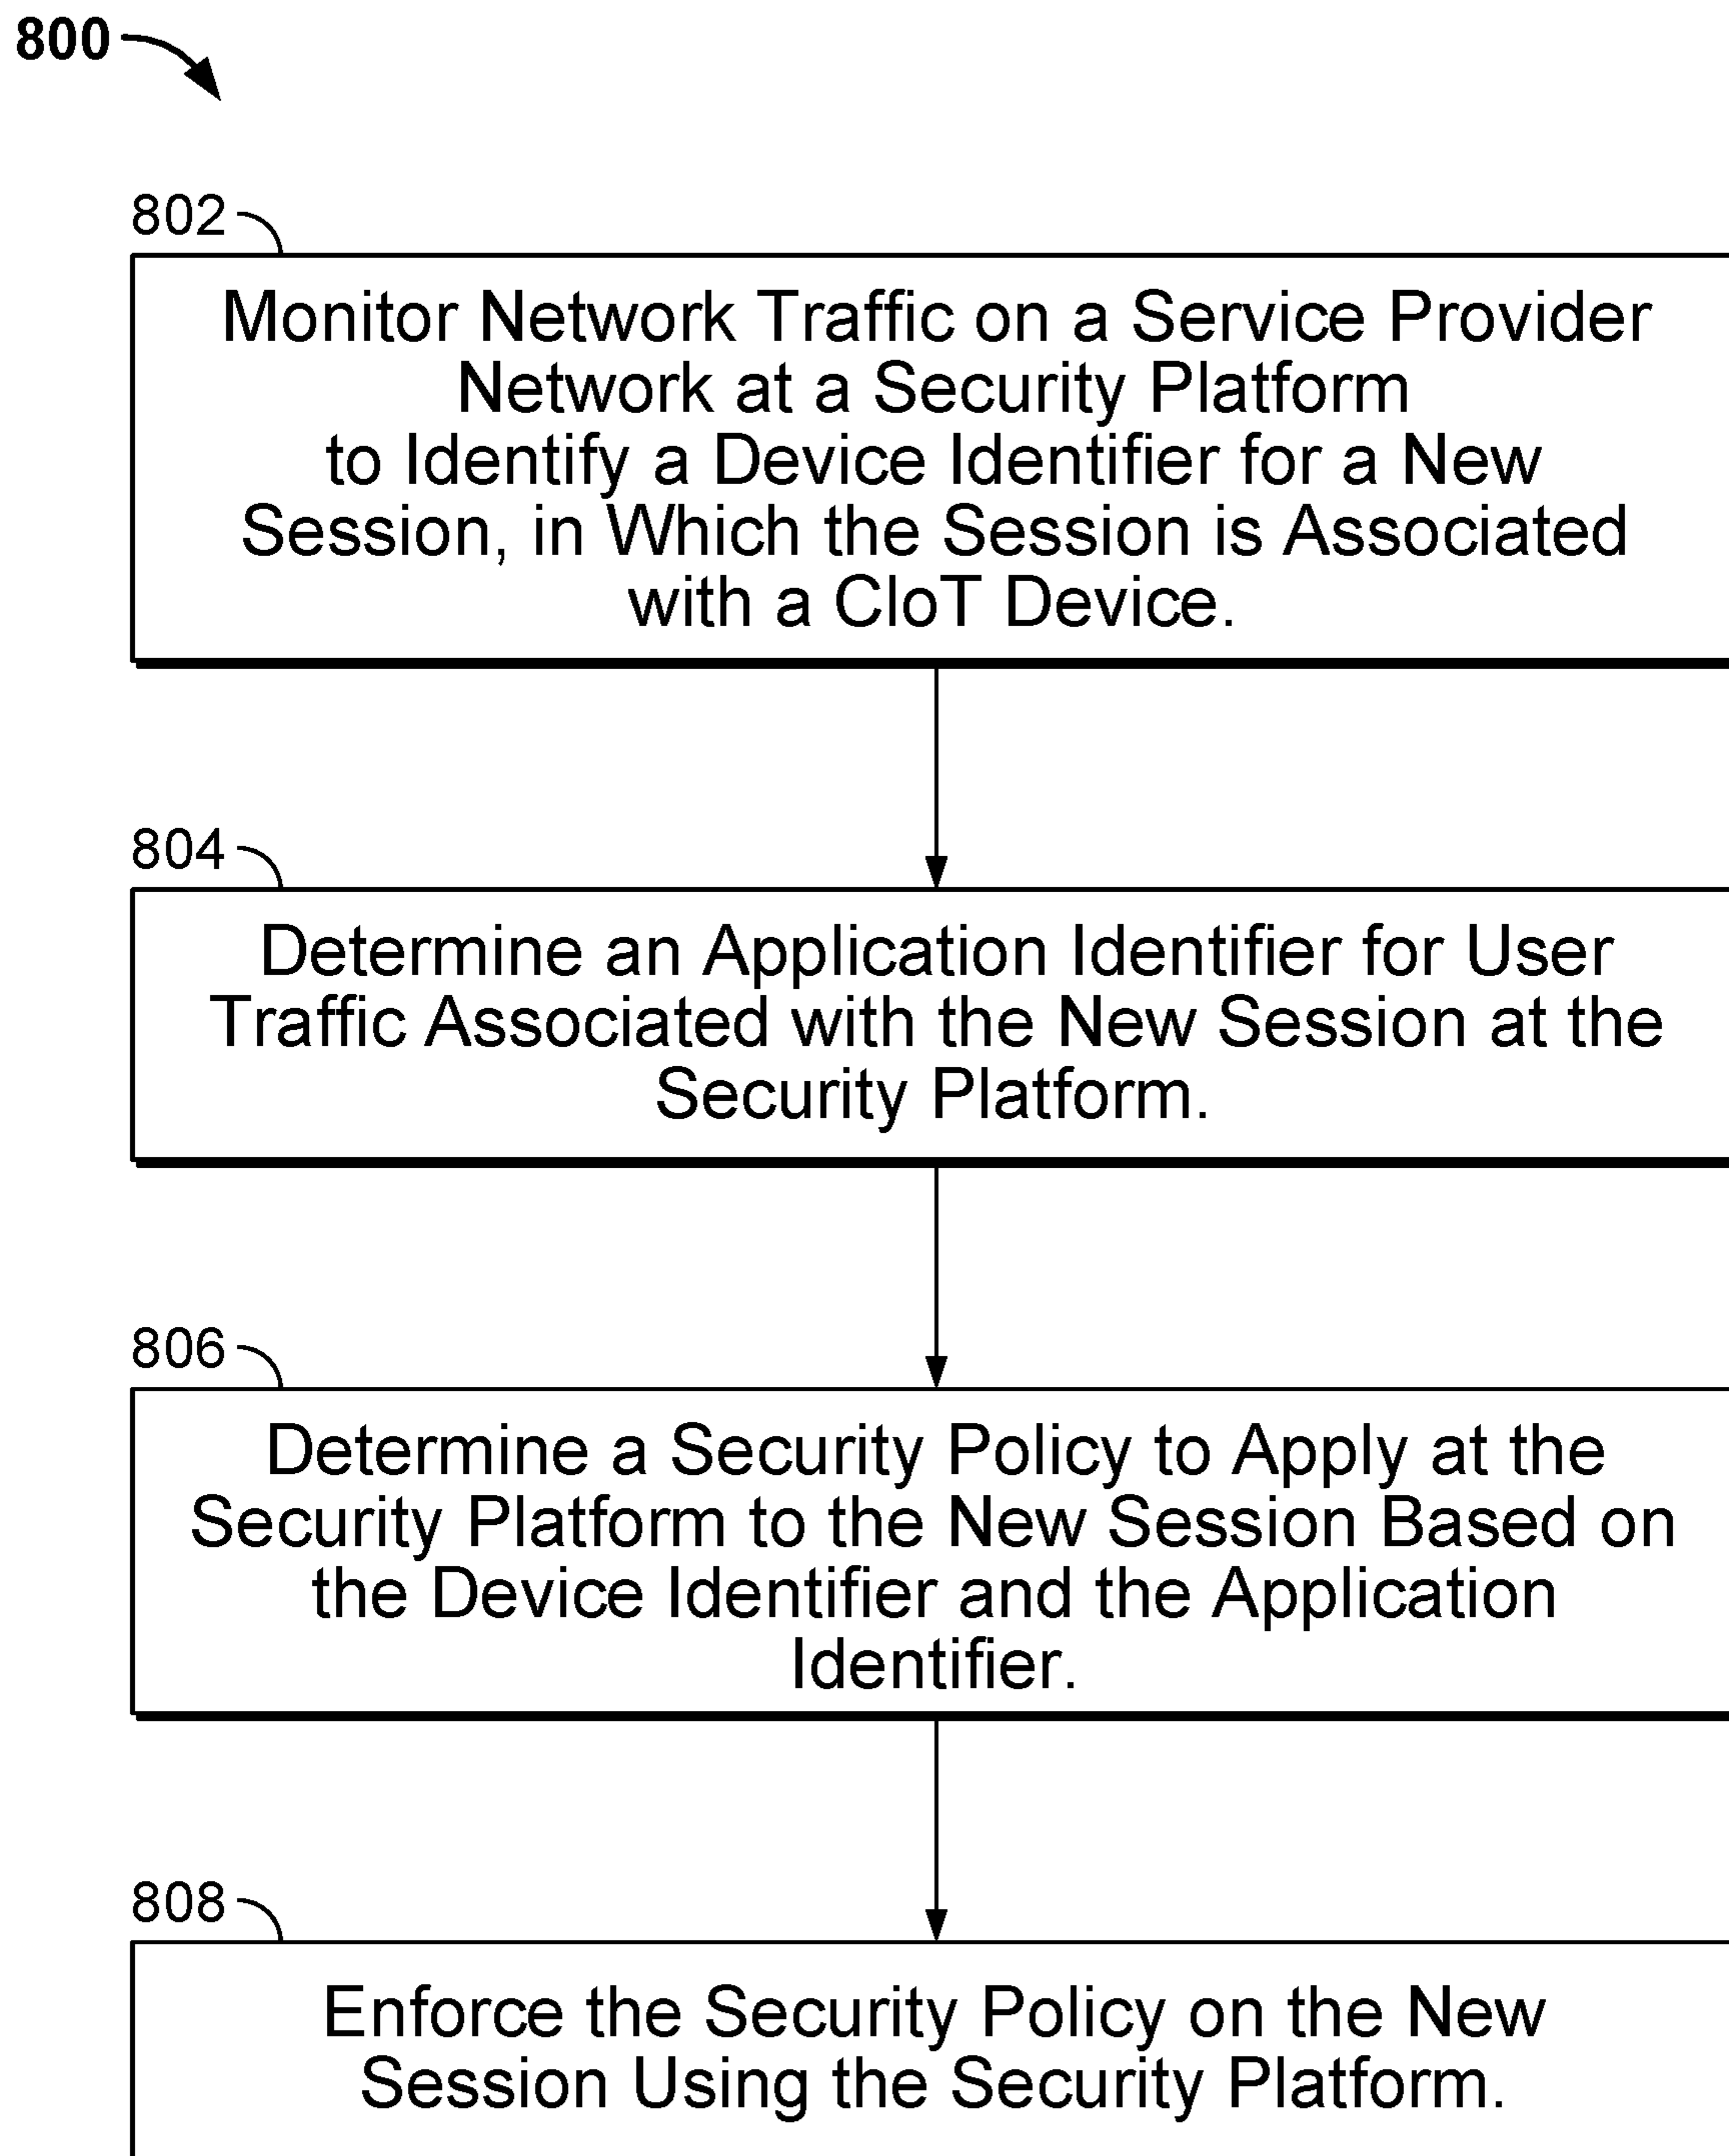 800
802
Monitor Network Traffic on a Service Provider
Network at a Security Platform
to Identify a Device Identifier for a New
Session, in Which the Session is Associated
with a CIoT Device.
804
Determine an Application Identifier for User
Traffic Associated with the New Session at the
Security Platform.
806
Determine a Security Policy to Apply at the
Security Platform to the New Session Based on
the Device Identifier and the Application
Identifier.
808
Enforce the Security Policy on the New
Session Using the Security Platform.